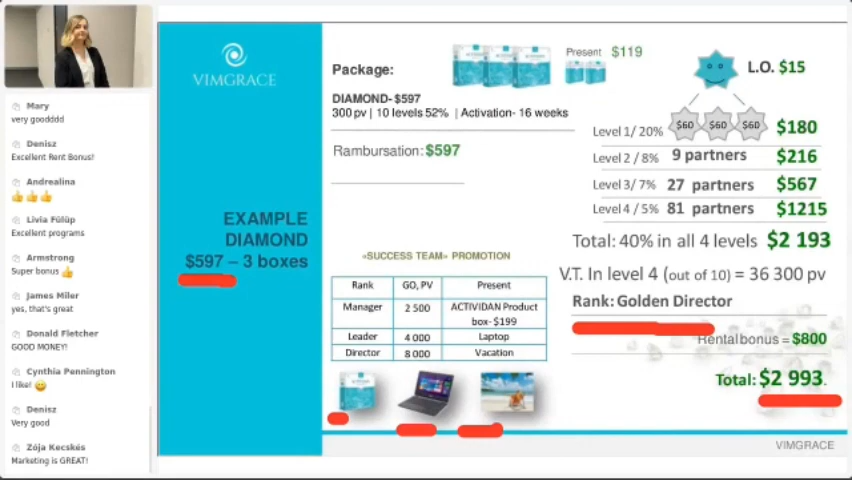 Mary
very goodddd
Denisz
Excellent Rent Bonus!
Andrealina
Lívia Fülüp
Excellent programs
Armstrong
Super bonus
James Miler
yes, that's great
Donald Fletcher
GOOD MONEY!
Cynthia Pennington
I like!
Denisz
Very good
Zója Kecskés
Marketing is GREAT!
VIMGRACE
EXAMPLE
DIAMOND
$597 – 3 boxes
Package:
Present $119
DIAMOND- $597
300 pv | 10 levels 52% | Activation- 16 weeks
Rambursation: $597
«SUCCESS TEAM» PROMOTION
Rank GO, PV Present
Manager 2 500 ACTIVIDAN Product
box- $199
Leader 4 000 Laptop
Director 8 000 Vacation
L.O. $15
$60 $60 $60
Level 1/ 20% $180
Level 2 / 8% 9 partners $216
Level 3/ 7% 27 partners $567
Level 4 / 5% 81 partners $1215
Total: 40% in all 4 levels $2 193
V.T. In level 4 (out of 10) = 36 300 pv
Rank: Golden Director
Rental bonus = $800
Total: $2 993.
VIMGRACE